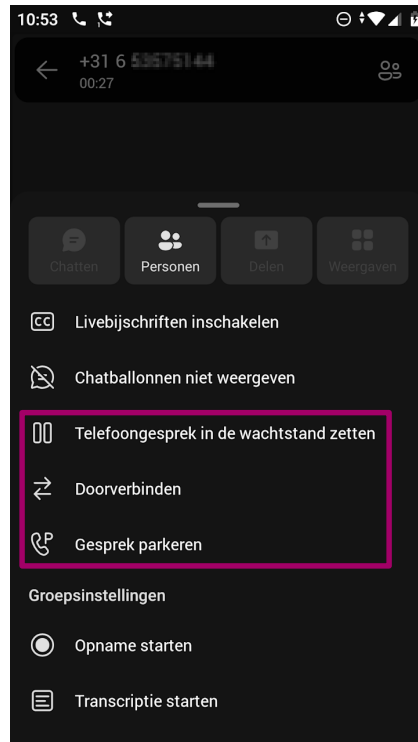 10:53
+31 6
00:27
Chatten Personen Delen Weergaven
CC Livebijschriften inschakelen
Chatballonnen niet weergeven
Telefoongesprek in de wachtstand zetten
Doorverbinden
Gesprek parkeren
Groepsinstellingen
Opname starten
Transcriptie starten